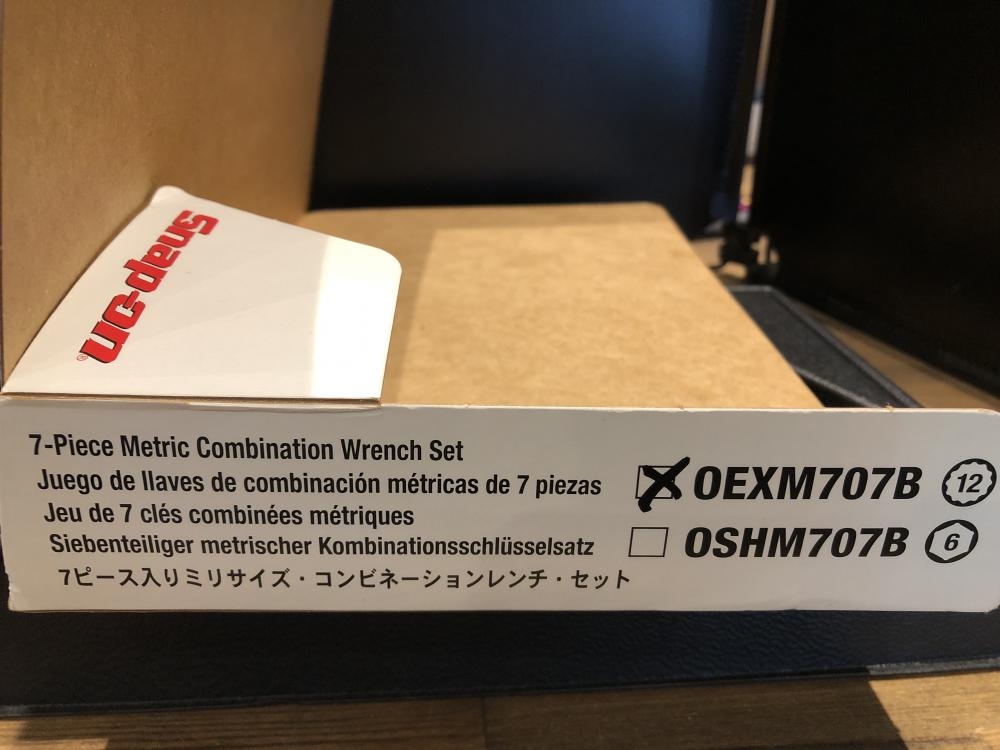 Snap-on®
7-Piece Metric Combination Wrench Set
Juego de llaves de combinación métricas de 7 piezas
Jeu de 7 clés combinées métriques
Siebenteiliger metrischer Kombinationsschlüsselsatz
7ピース入りミリサイズ・コンビネーションレンチ・セット
OEXM707B 12
OSHM707B 6